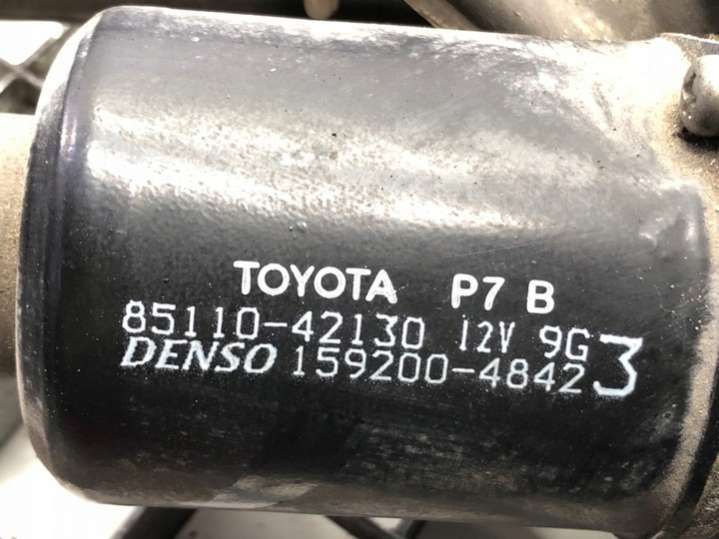 TOYOTA P7 B
85110-42130 12V 9G
DENSO 159200-4842 3